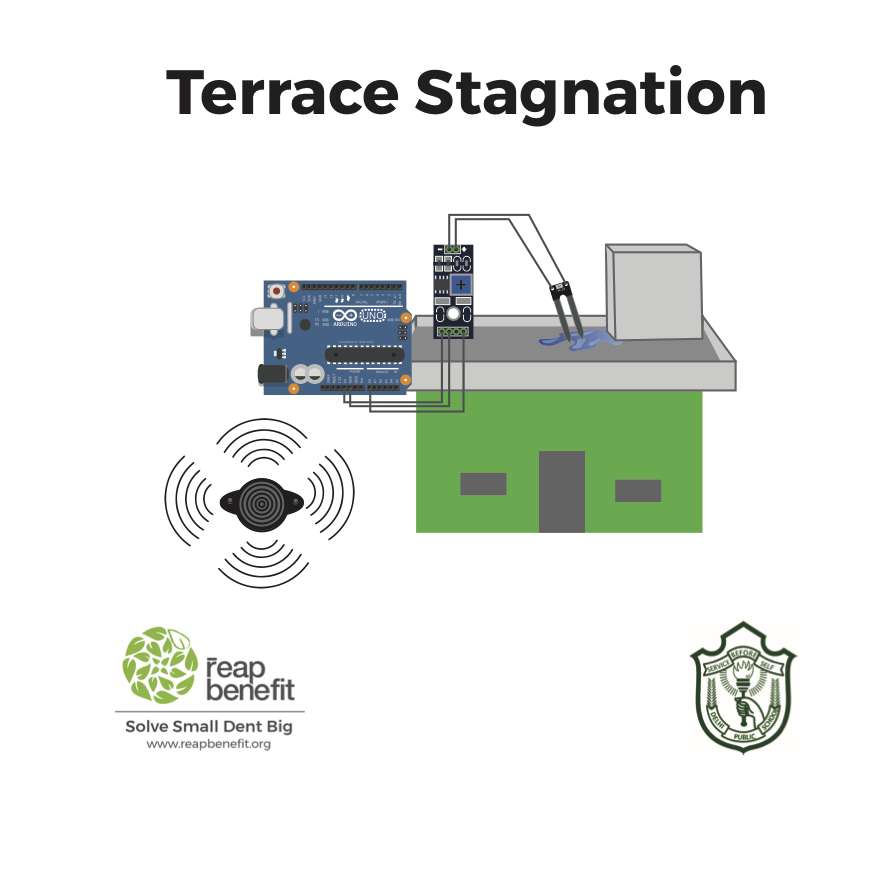 Terrace Stagnation
- +
UNO
ARDUINO
reap
benefit
Solve Small Dent Big
www.reapbenefit.org
SERVICE BEFORE SELF
DELHI PUBLIC SCHOOL